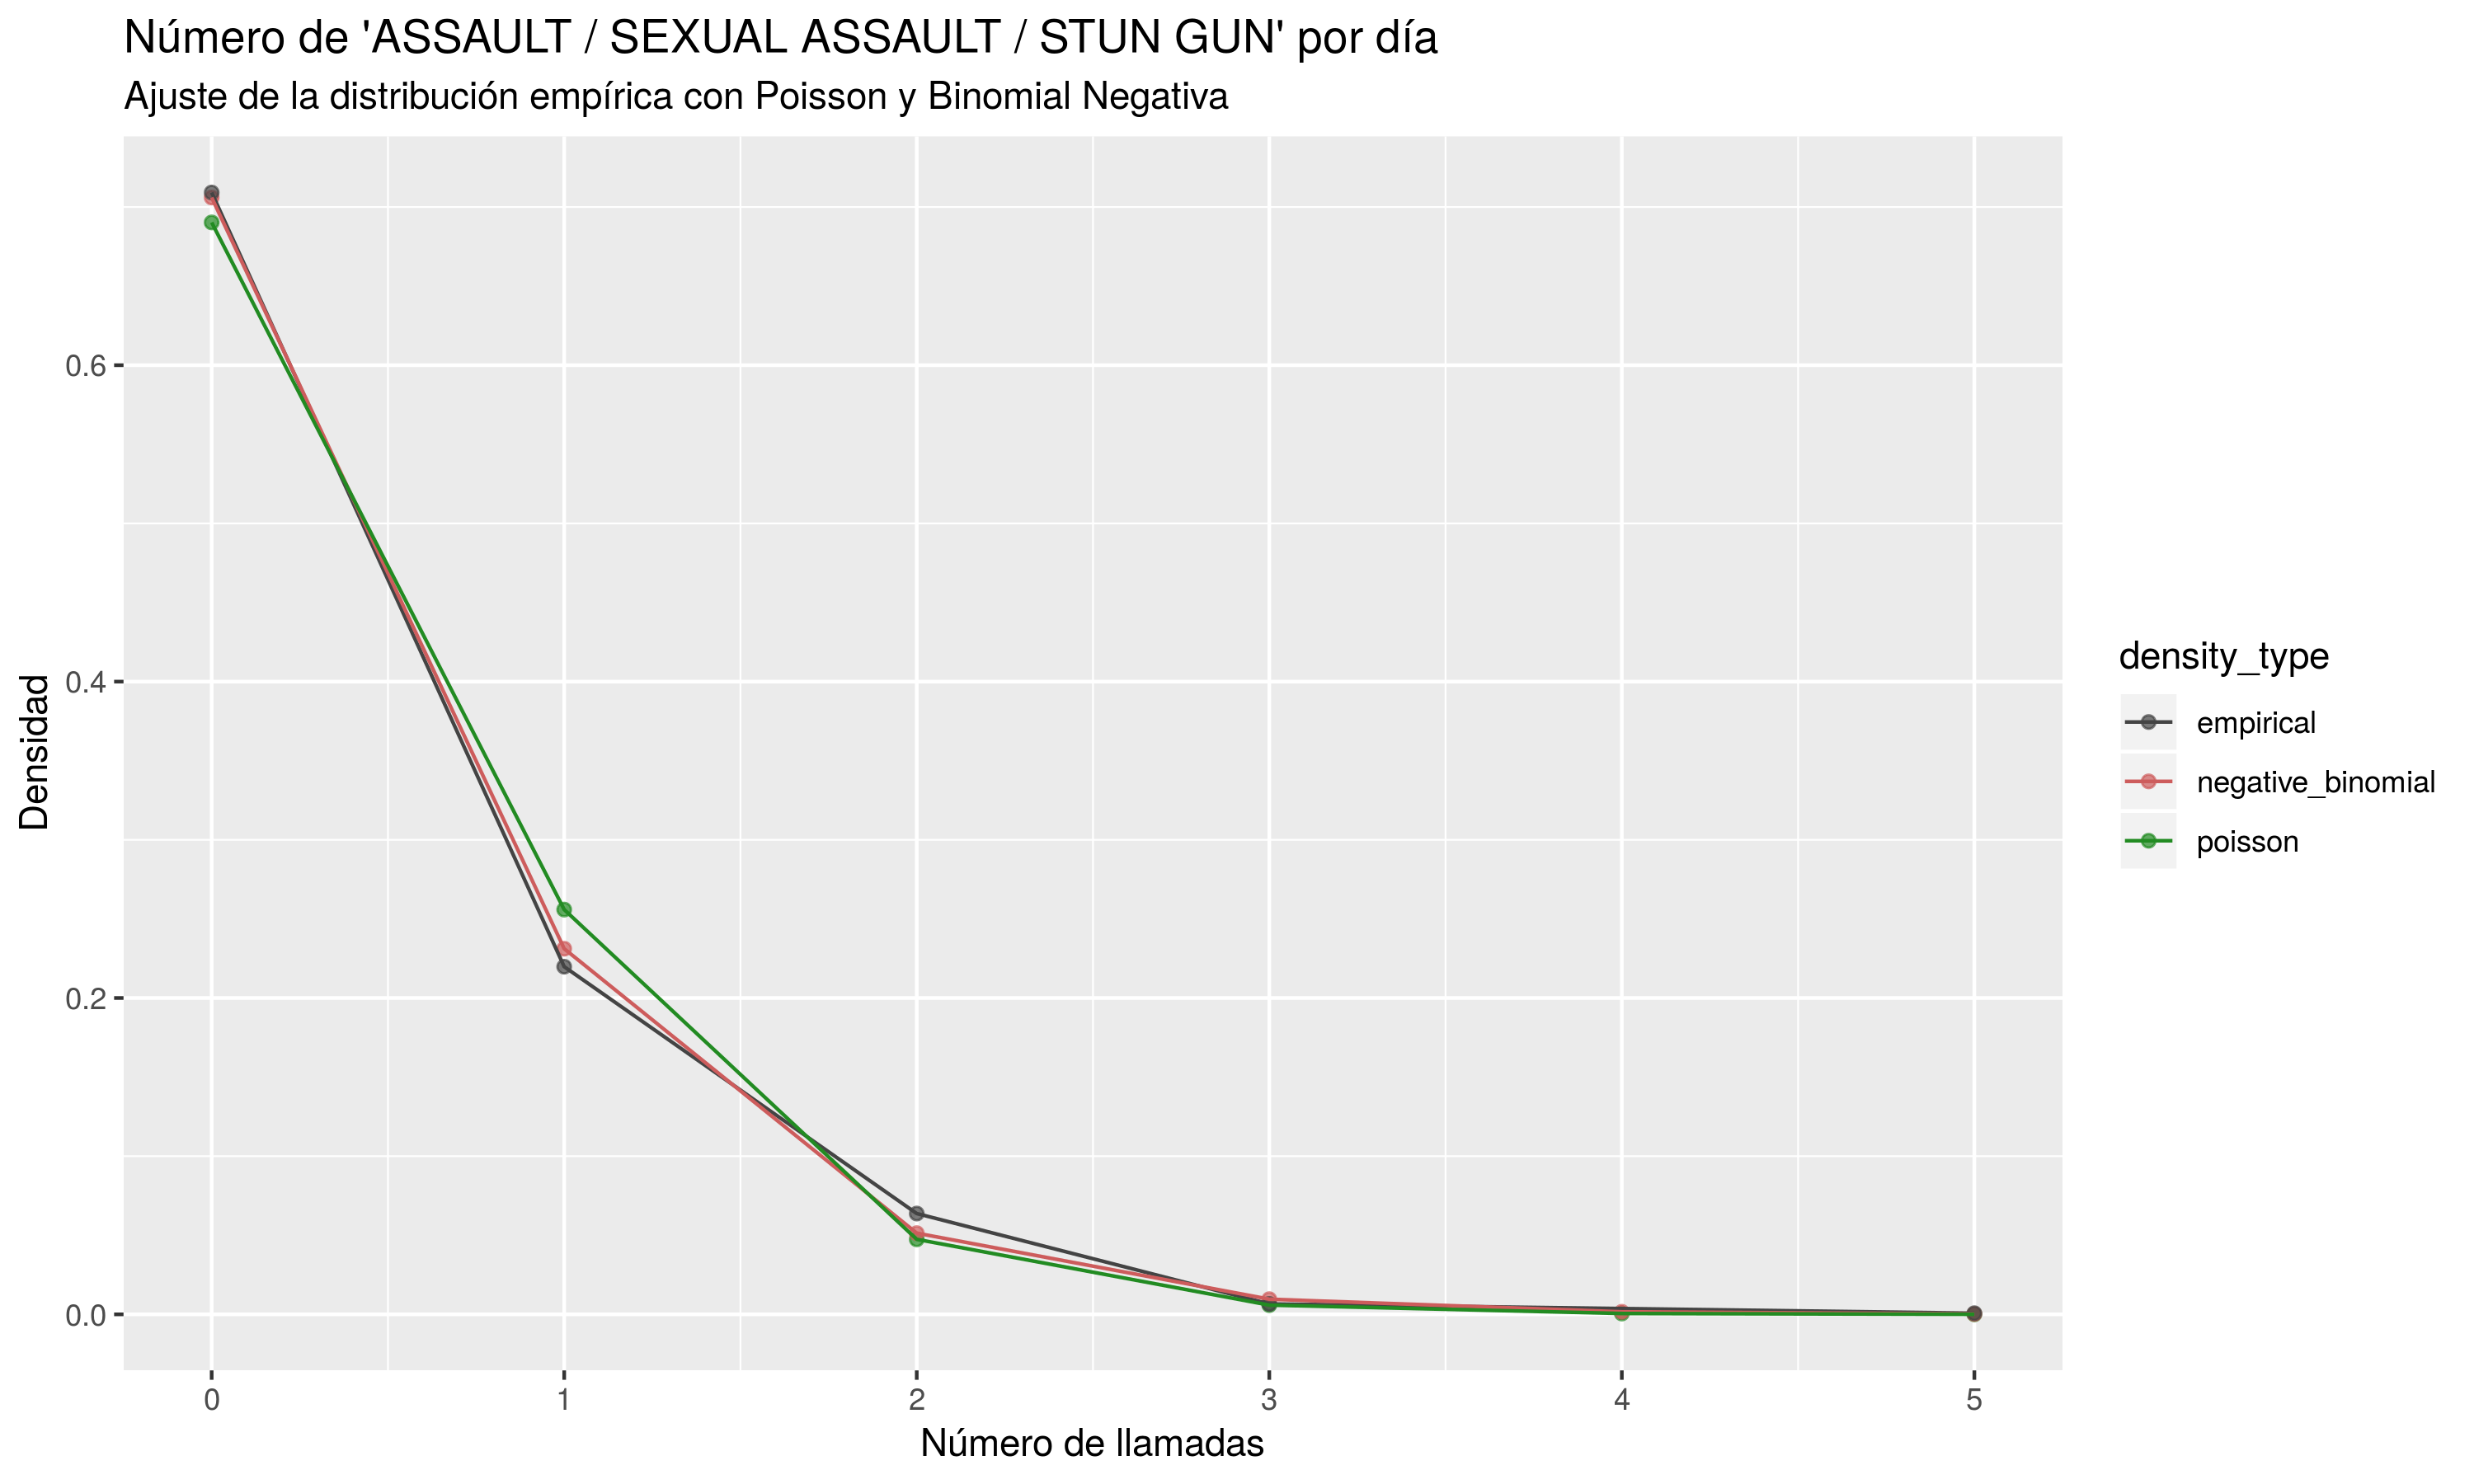 Número de 'ASSAULT / SEXUAL ASSAULT / STUN GUN' por día
Ajuste de la distribución empírica con Poisson y Binomial Negativa
Densidad
0.6
0.4
0.2
0.0
0 1 2 3 4 5
Número de llamadas
density_type
empirical
negative_binomial
poisson